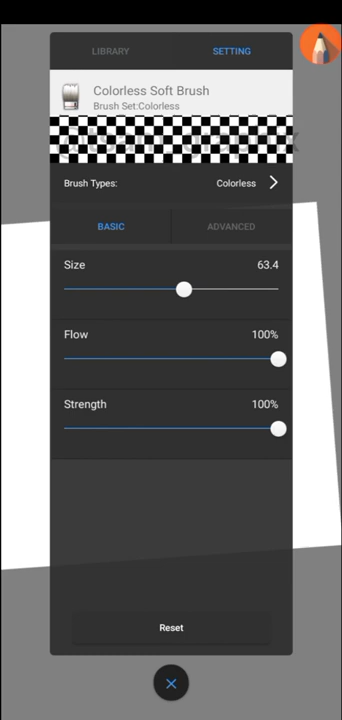 LIBRARY SETTING
Colorless Soft Brush
Brush Set:Colorless
Brush Types: Colorless
BASIC ADVANCED
Size 63.4
Flow 100%
Strength 100%
Reset